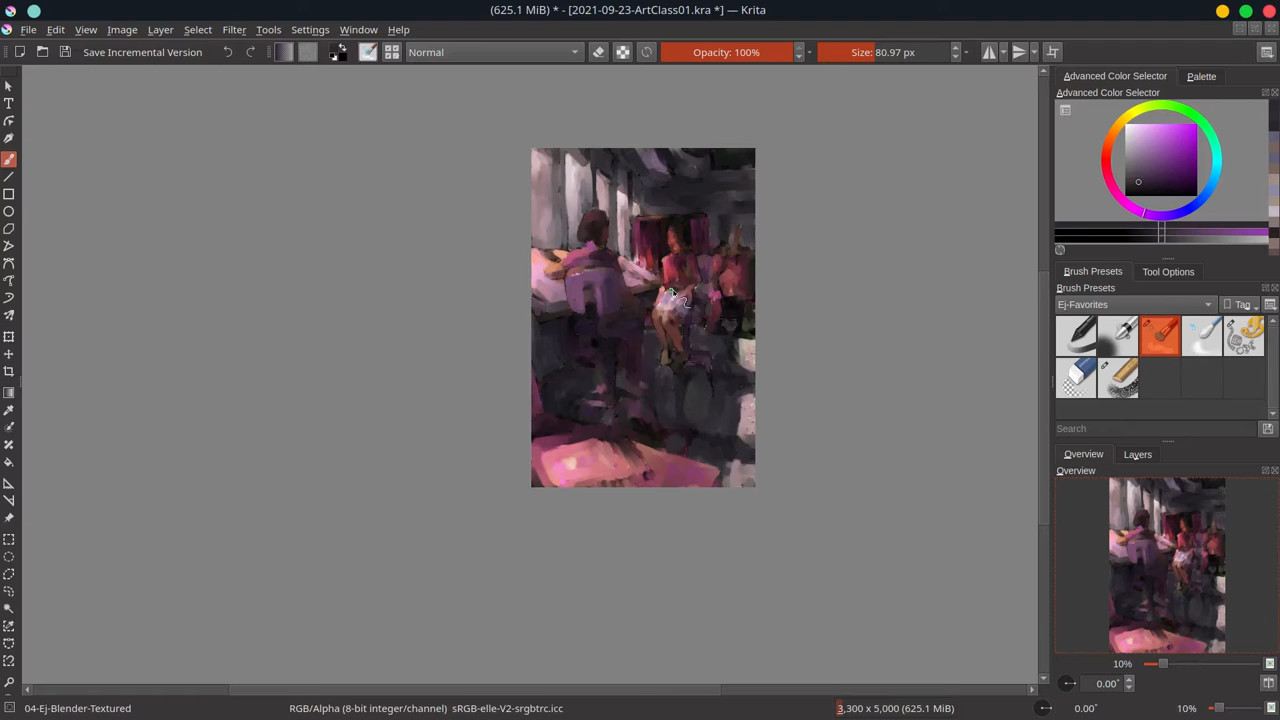 (625.1 MiB) * - [2021-09-23-ArtClass01.kra *] — Krita
File Edit View Image Layer Select Filter Tools Settings Window Help
Save Incremental Version
Normal
Opacity: 100%
Size: 80.97 px
Advanced Color Selector
Palette
Advanced Color Selector
Brush Presets
Tool Options
Brush Presets
Ej-Favorites
Tag
Search
Overview
Layers
Overview
10%
0.00°
04-Ej-Blender-Textured
RGB/Alpha (8-bit integer/channel) sRGB-elle-V2-srgbtrc.icc
3,300 x 5,000 (625.1 MiB)
0.00°
10%